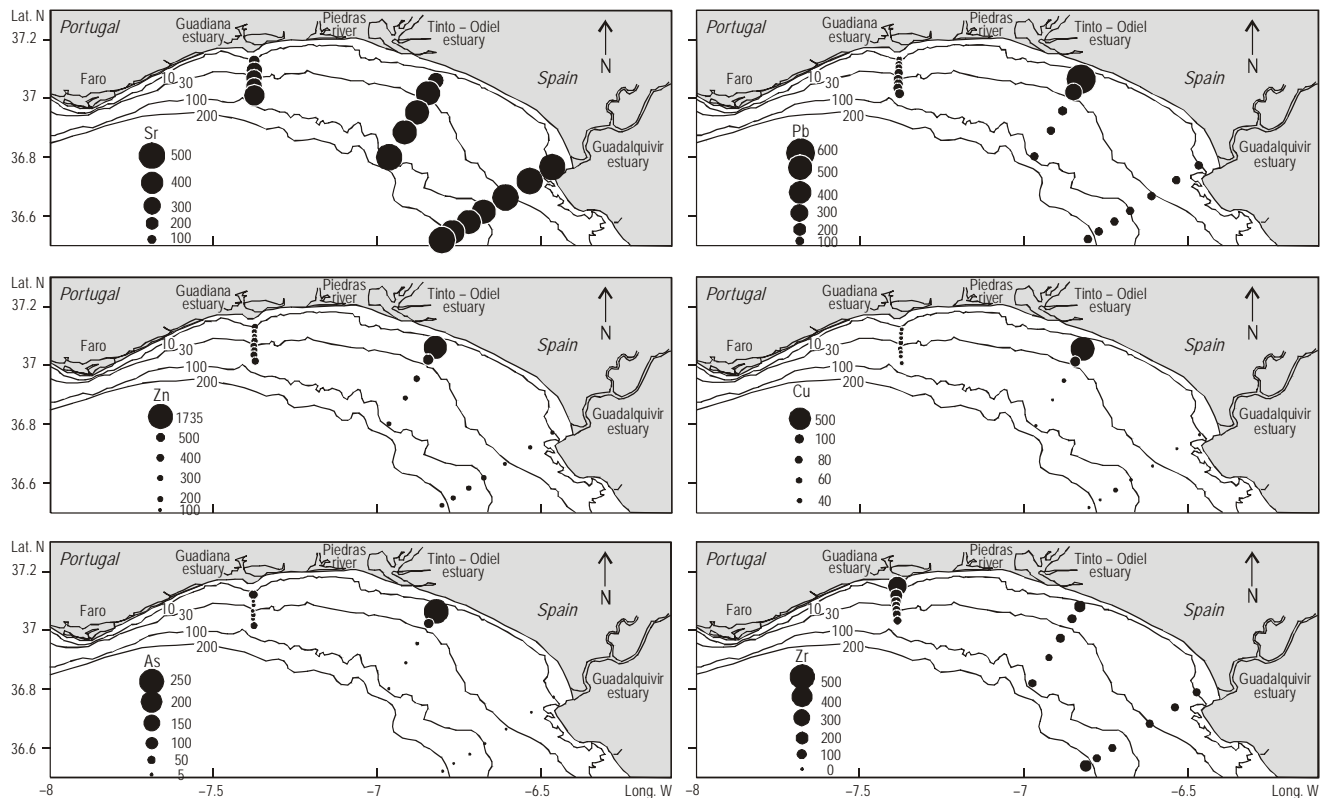 Lat. N
Portugal
Guadiana
estuary
Piedras
river
Tinto – Odiel
estuary
37.2
N
Faro
10
30
Spain
37
100
200
Sr
500
400
300
200
100
36.8
Guadalquivir
estuary
36.6
Portugal
Guadiana
estuary
Piedras
river
Tinto – Odiel
estuary
N
Faro
10
30
Spain
100
200
Pb
600
500
400
300
200
100
Guadalquivir
estuary
Lat. N
Portugal
Guadiana
estuary
Piedras
river
Tinto – Odiel
estuary
37.2
N
Faro
10
30
Spain
37
100
200
Zn
1735
500
400
300
200
100
36.8
Guadalquivir
estuary
36.6
Portugal
Guadiana
estuary
Piedras
river
Tinto – Odiel
estuary
N
Faro
10
30
Spain
100
200
Cu
500
100
80
60
40
Guadalquivir
estuary
Lat. N
Portugal
Guadiana
estuary
Piedras
river
Tinto – Odiel
estuary
37.2
N
Faro
10
30
Spain
37
100
200
As
250
200
150
100
50
5
36.8
Guadalquivir
estuary
36.6
–8
–7.5
–7
–6.5
Long. W
Portugal
Guadiana
estuary
Piedras
river
Tinto – Odiel
estuary
N
Faro
10
30
Spain
100
200
Zr
500
400
300
200
100
0
Guadalquivir
estuary
–8
–7.5
–7
–6.5
Long. W